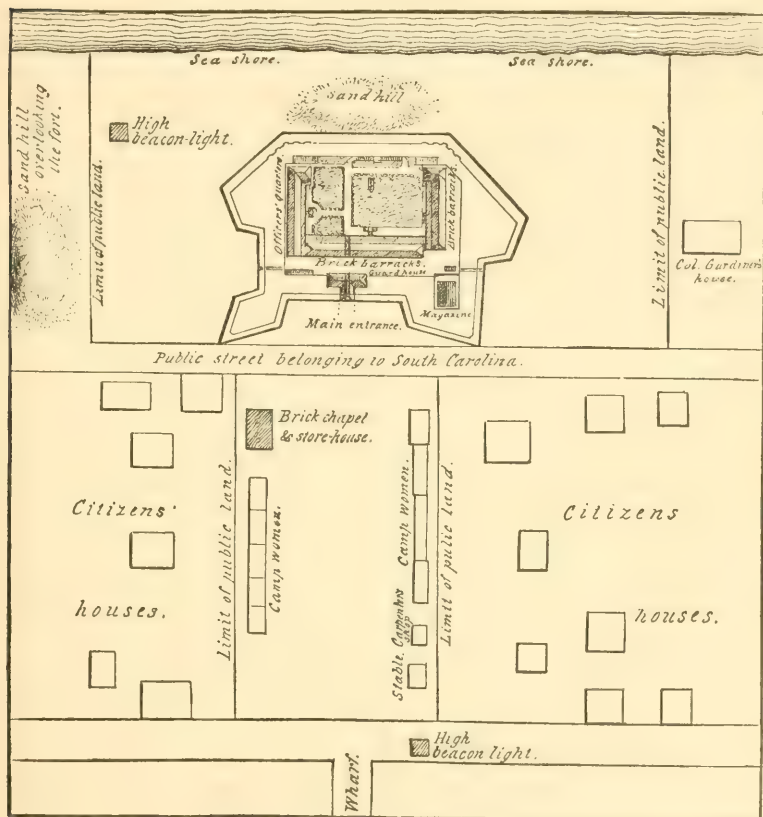 Sea shore.
Sea shore.
Sand hill
Sand hill
overlooking
the fort.
High
beacon-light.
Limit of public land.
Officers' quarters.
Brick barracks.
Brick barracks.
Guard house
Magazine
Main entrance.
Limit of public land.
Col. Gardiner's
house.
Public street belonging to South Carolina.
Brick chapel
& store-house.
Citizens'
houses.
Limit of public land
Camp women.
Camp women.
Carpenters
shop
Stable.
Limit of pulic land.
Citizens
houses.
High
beacon light.
Wharf.